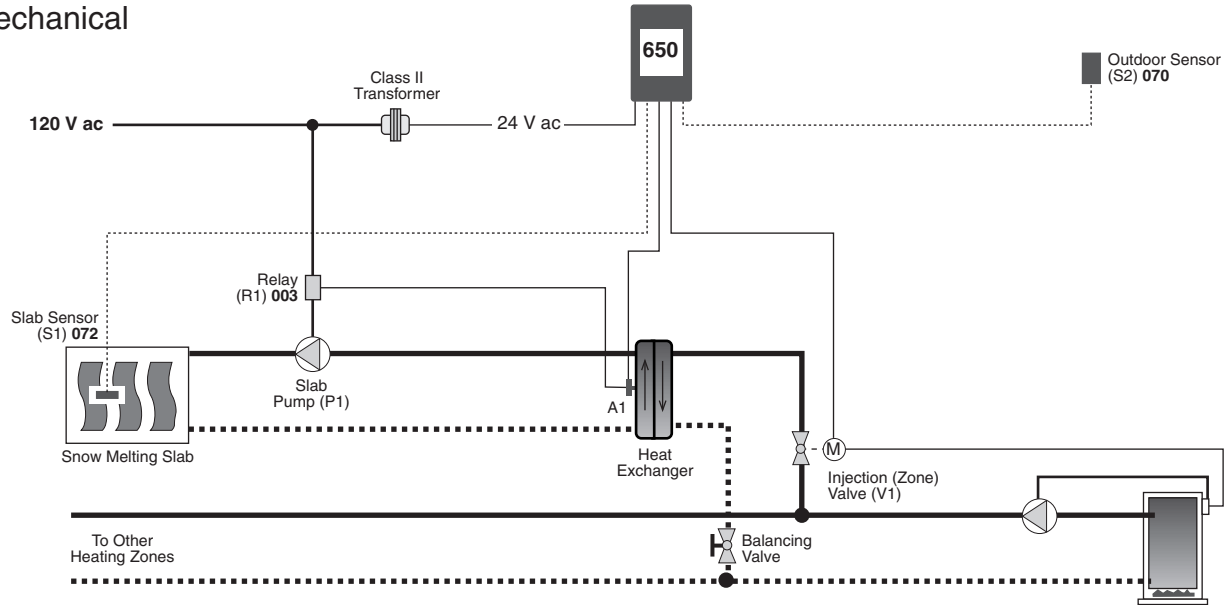 echanical
650
Outdoor Sensor
(S2) 070
Class II
Transformer
120 V ac
24 V ac
Relay
(R1) 003
Slab Sensor
(S1) 072
Slab
Pump (P1)
A1
Snow Melting Slab
Heat
Exchanger
M
Injection (Zone)
Valve (V1)
To Other
Heating Zones
Balancing
Valve